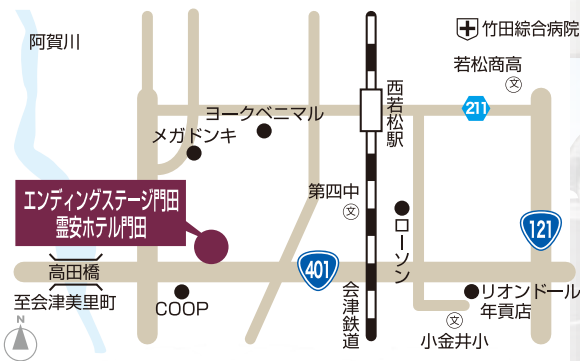 阿賀川
竹田綜合病院
若松商高
文
ヨークベニマル
211
メガドンキ
西若松駅
第四中
文
エンディングステージ門田
霊安ホテル門田
ローソン
121
401
高田橋
至会津美里町
COOP
会津鉄道
リオンドール
年貢店
文
小金井小
N